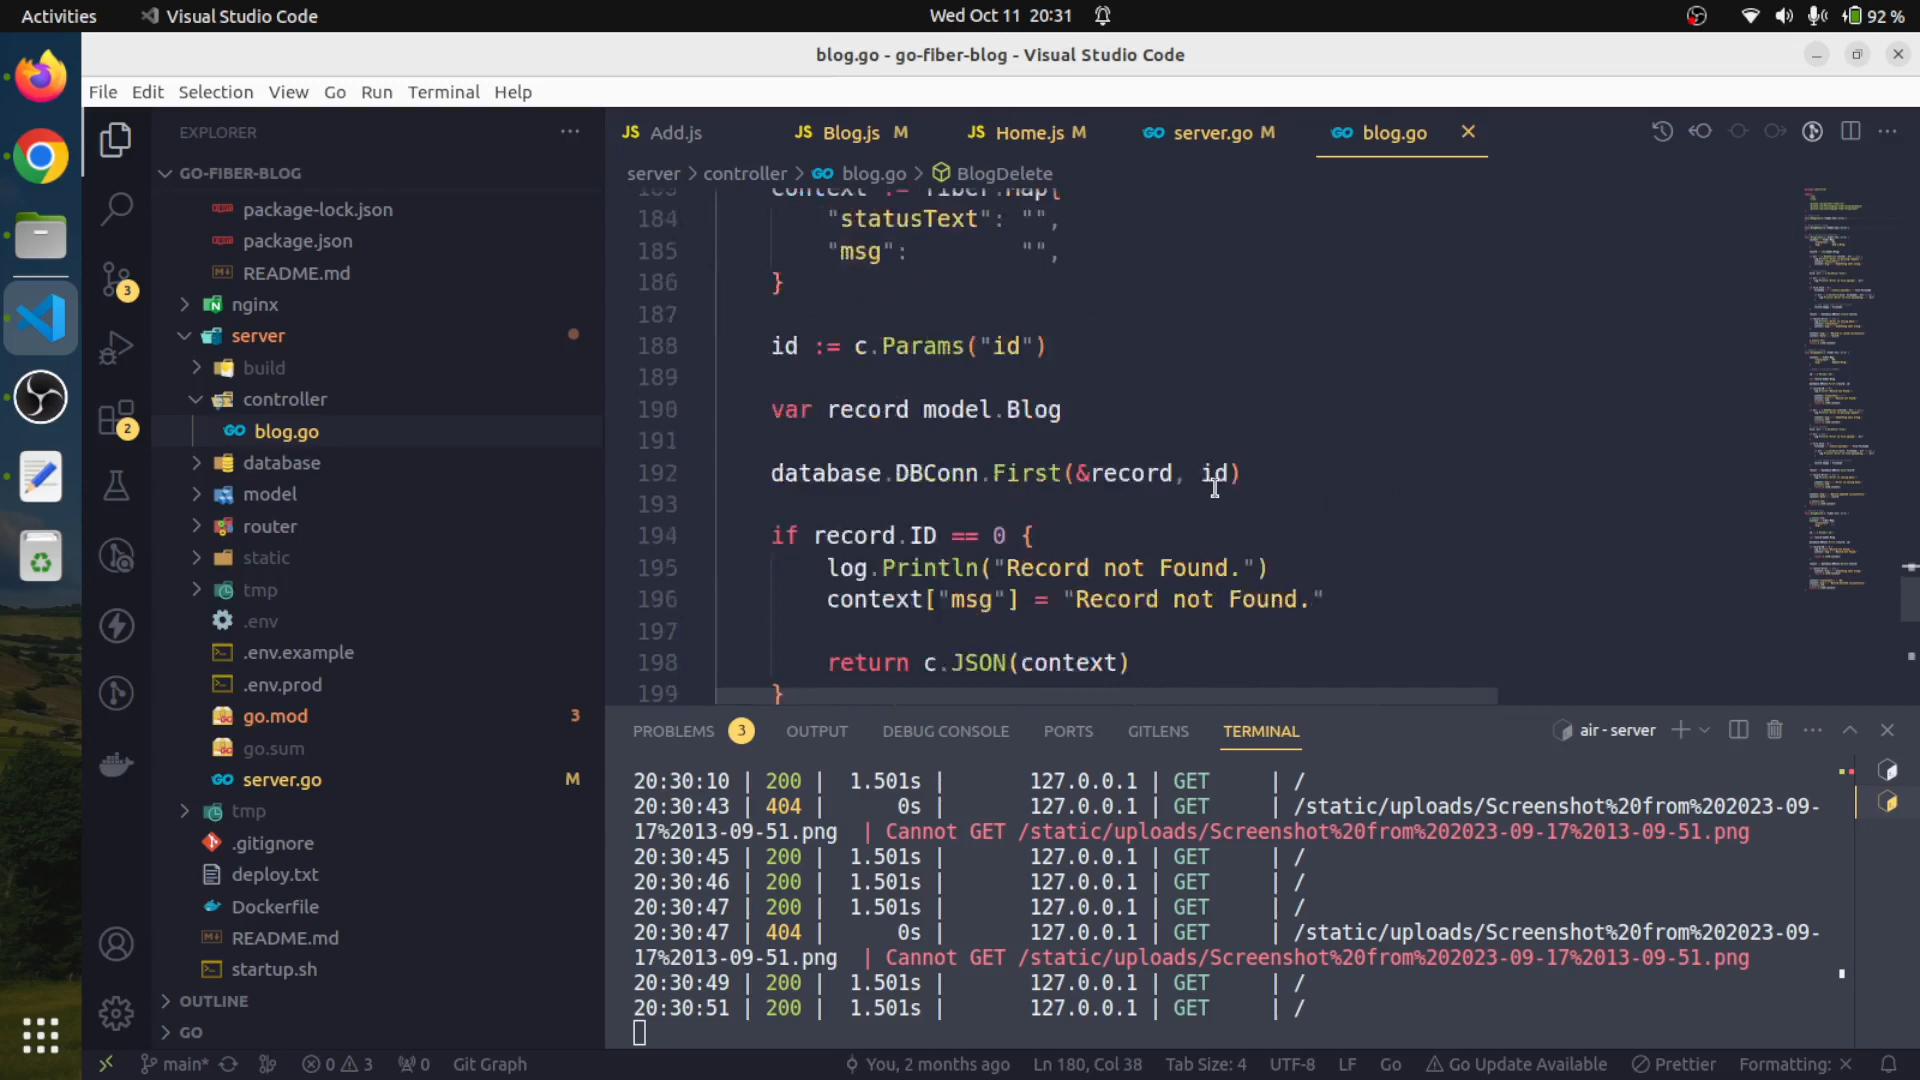 Activities
Visual Studio Code
Wed Oct 11 20:31
92 %
blog.go - go-fiber-blog - Visual Studio Code
File Edit Selection View Go Run Terminal Help
EXPLORER
JS Add.js
JS Blog.js M
JS Home.js M
server.go M
blog.go
server > controller > blog.go > BlogDelete
GO-FIBER-BLOG
package-lock.json
package.json
README.md
nginx
server
build
controller
blog.go
database
model
router
static
tmp
.env
.env.example
.env.prod
go.mod 3
go.sum
server.go M
tmp
.gitignore
deploy.txt
Dockerfile
README.md
startup.sh
OUTLINE
GO
3
2
183 context := fiber.Map{
184 "statusText": "",
185 "msg": "",
186 }
187
188 id := c.Params("id")
189
190 var record model.Blog
191
192 database.DBConn.First(&record, id)
193
194 if record.ID == 0 {
195 log.Println("Record not Found.")
196 context["msg"] = "Record not Found."
197
198 return c.JSON(context)
199 }
PROBLEMS 3 OUTPUT DEBUG CONSOLE PORTS GITLENS TERMINAL
air - server
20:30:10 | 200 | 1.501s | 127.0.0.1 | GET | /
20:30:43 | 404 | 0s | 127.0.0.1 | GET | /static/uploads/Screenshot%20from%202023-09-
17%2013-09-51.png | Cannot GET /static/uploads/Screenshot%20from%202023-09-17%2013-09-51.png
20:30:45 | 200 | 1.501s | 127.0.0.1 | GET | /
20:30:46 | 200 | 1.501s | 127.0.0.1 | GET | /
20:30:47 | 200 | 1.501s | 127.0.0.1 | GET | /
20:30:47 | 404 | 0s | 127.0.0.1 | GET | /static/uploads/Screenshot%20from%202023-09-
17%2013-09-51.png | Cannot GET /static/uploads/Screenshot%20from%202023-09-17%2013-09-51.png
20:30:49 | 200 | 1.501s | 127.0.0.1 | GET | /
20:30:51 | 200 | 1.501s | 127.0.0.1 | GET | /
main* 0 3 0 Git Graph
You, 2 months ago Ln 180, Col 38 Tab Size: 4 UTF-8 LF Go Go Update Available Prettier Formatting: ×